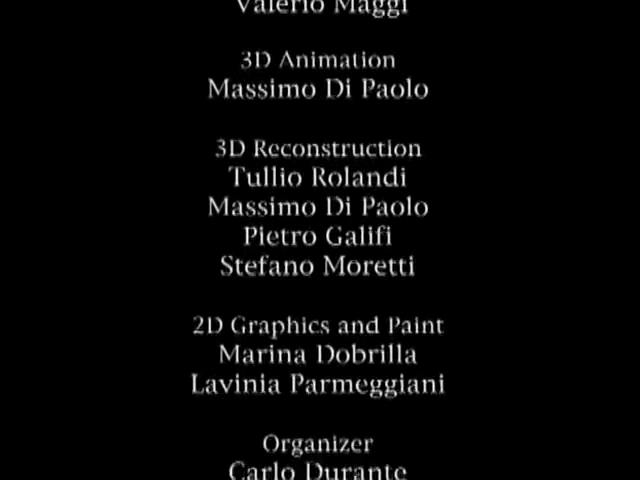 Valerio Maggi
3D Animation
Massimo Di Paolo
3D Reconstruction
Tullio Rolandi
Massimo Di Paolo
Pietro Galifi
Stefano Moretti
2D Graphics and Paint
Marina Dobrilla
Lavinia Parmeggiani
Organizer
Carlo Durante